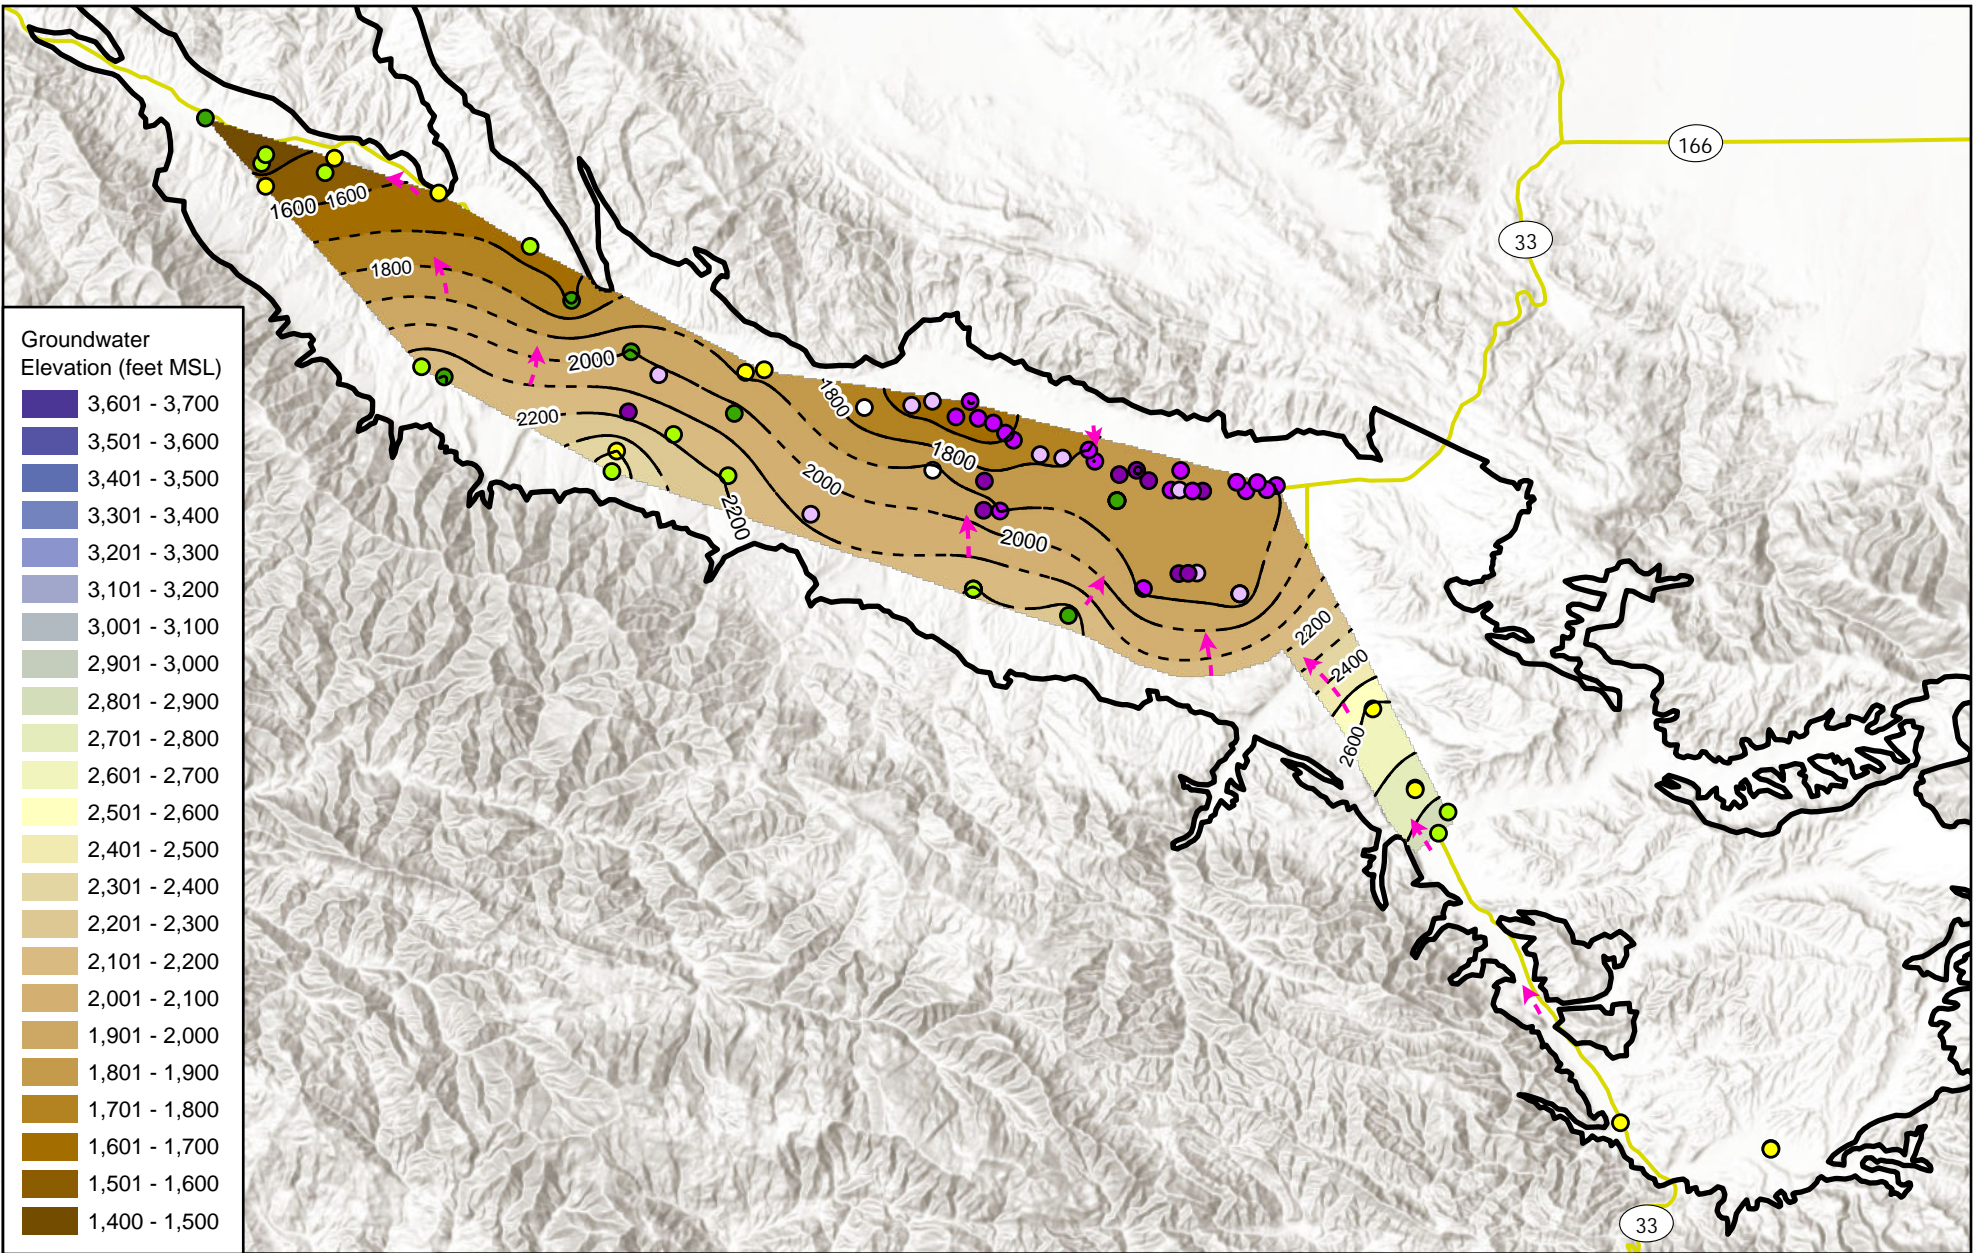 166
33
1600
1600
1800
2000
2200
1800
1800
2000
2200
2000
2200
2400
2600
33
Groundwater
Elevation (feet MSL)
3,601 - 3,700
3,501 - 3,600
3,401 - 3,500
3,301 - 3,400
3,201 - 3,300
3,101 - 3,200
3,001 - 3,100
2,901 - 3,000
2,801 - 2,900
2,701 - 2,800
2,601 - 2,700
2,501 - 2,600
2,401 - 2,500
2,301 - 2,400
2,201 - 2,300
2,101 - 2,200
2,001 - 2,100
1,901 - 2,000
1,801 - 1,900
1,701 - 1,800
1,601 - 1,700
1,501 - 1,600
1,400 - 1,500